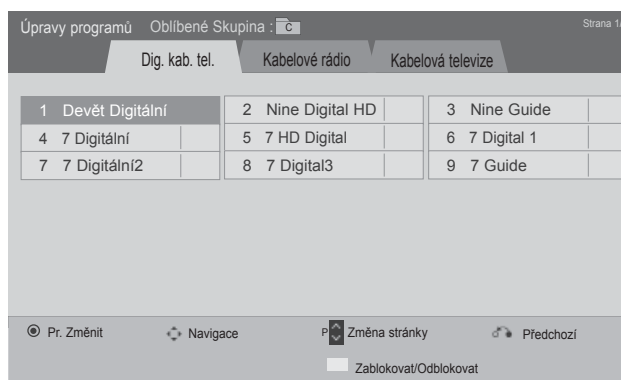 Úpravy programů Oblíbené Skupina : C Strana 1/
Dig. kab. tel. Kabelové rádio Kabelová televize
1 Devět Digitální 2 Nine Digital HD 3 Nine Guide
4 7 Digitální 5 7 HD Digital 6 7 Digital 1
7 7 Digitální2 8 7 Digital3 9 7 Guide
Pr. Změnit Navigace P Změna stránky Předchozí
Zablokovat/Odblokovat